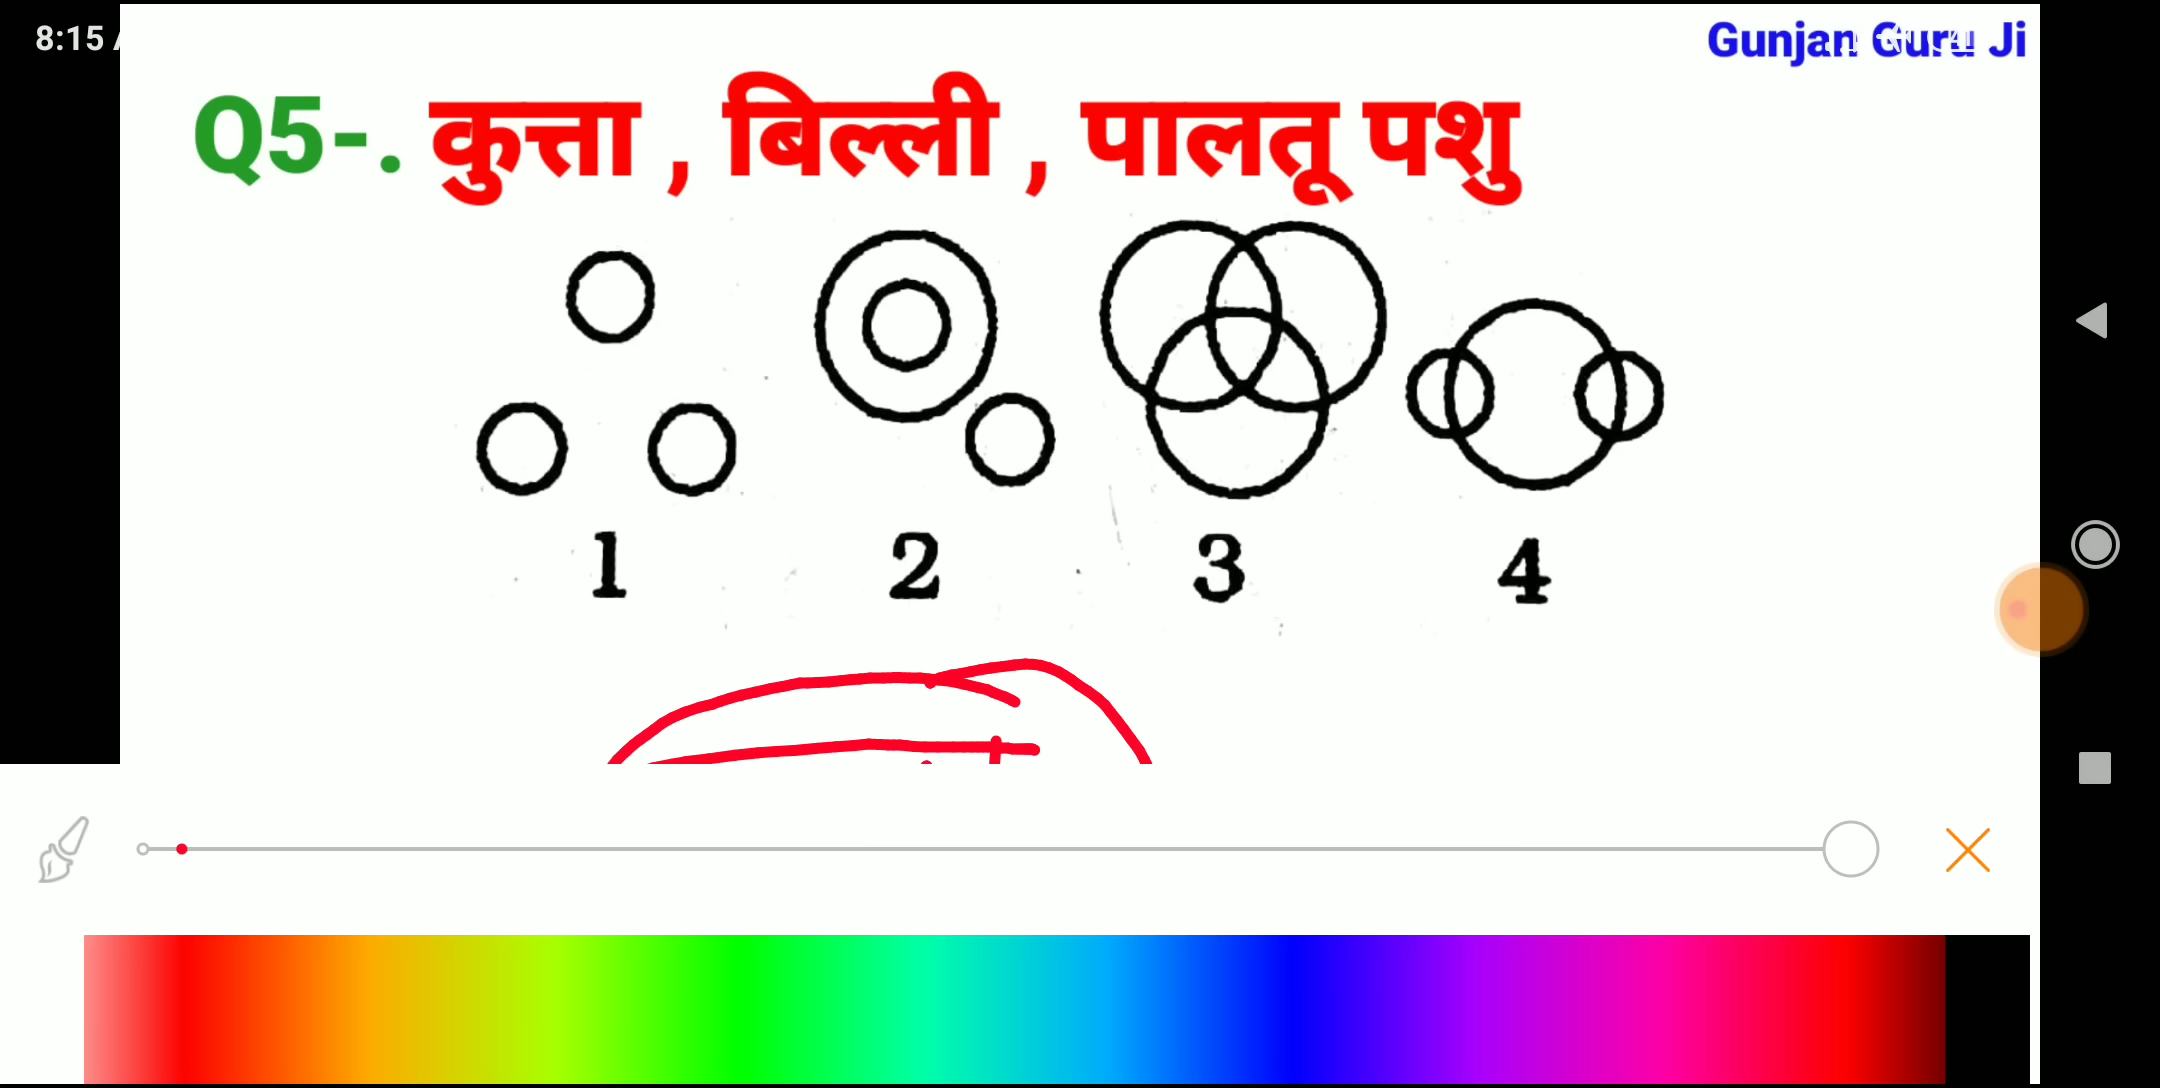 8:15
Gunjan Guru Ji
Q5-. कुत्ता , बिल्ली , पालतू पशु
1 2 3 4